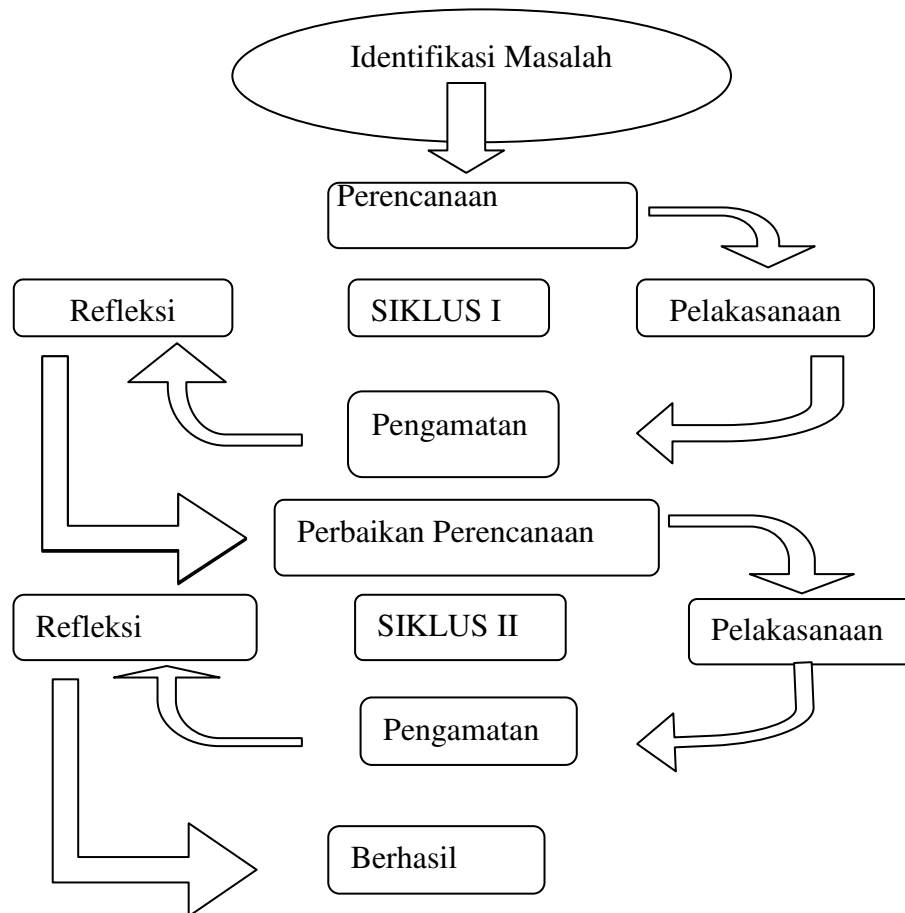 Identifikasi Masalah
Perencanaan
Refleksi
SIKLUS I
Pelakasanaan
Pengamatan
Perbaikan Perencanaan
Refleksi
SIKLUS II
Pelakasanaan
Pengamatan
Berhasil